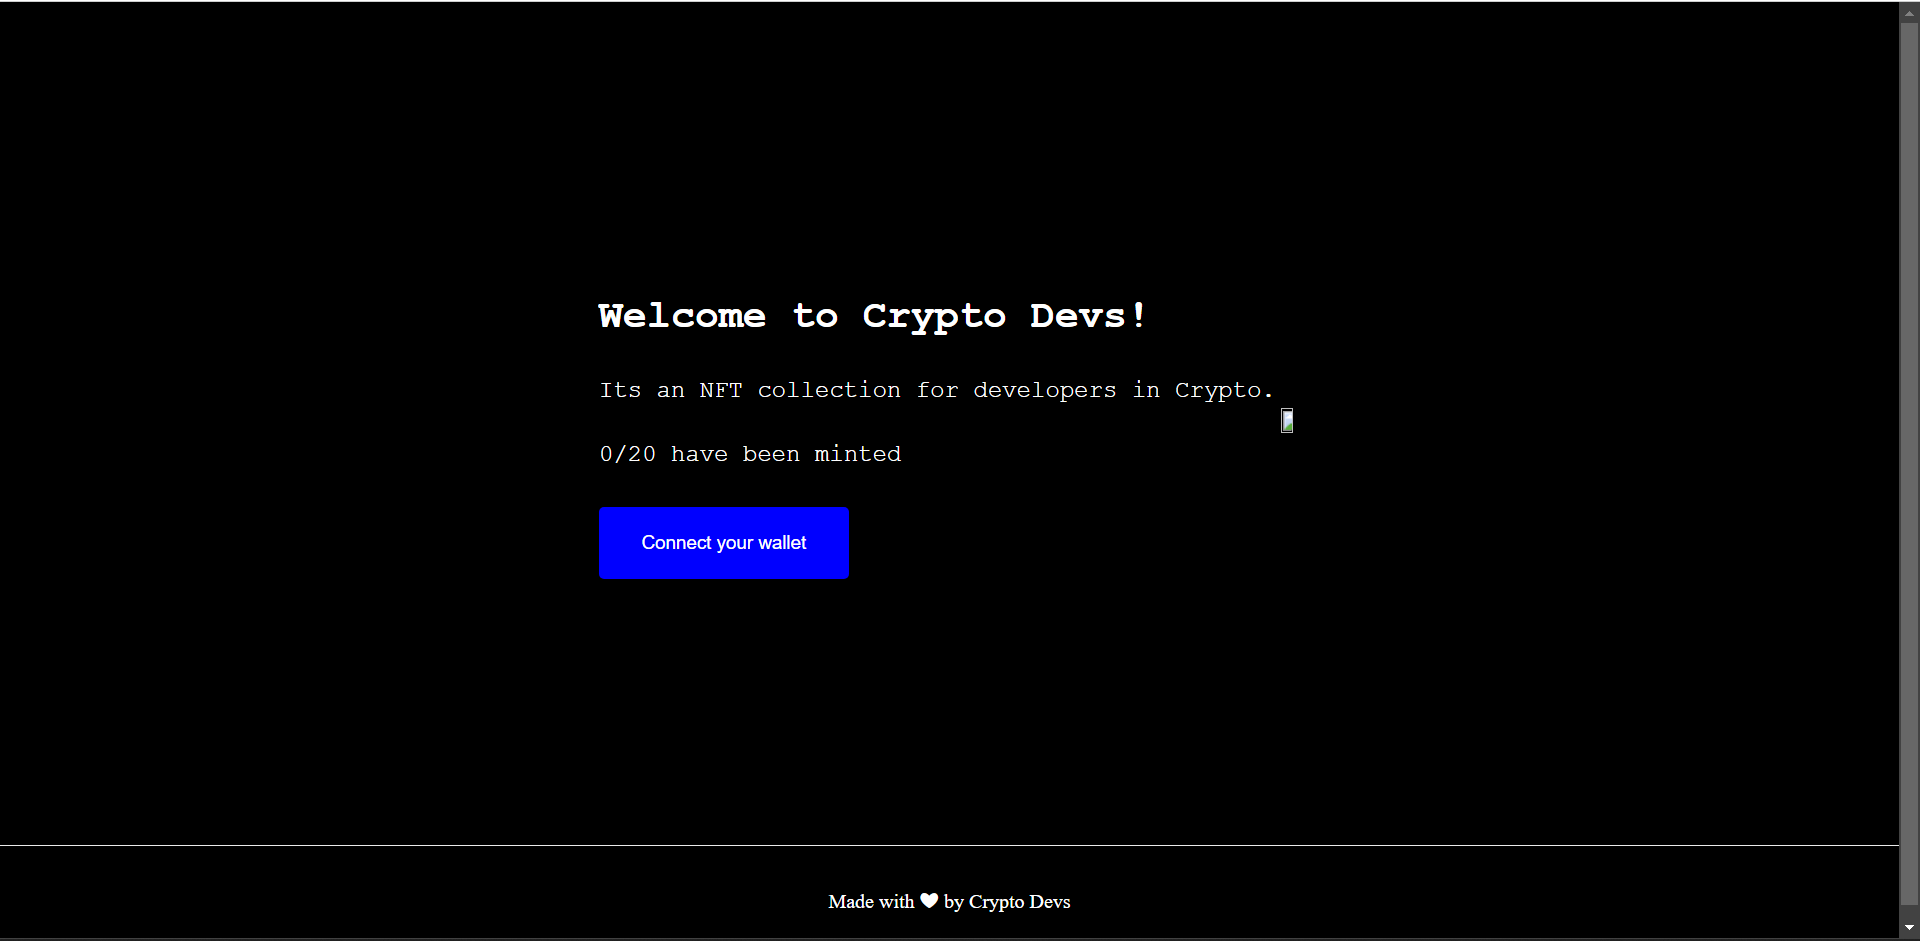 Welcome to Crypto Devs!
Its an NFT collection for developers in Crypto.
0/20 have been minted
Connect your wallet
Made with ♥ by Crypto Devs